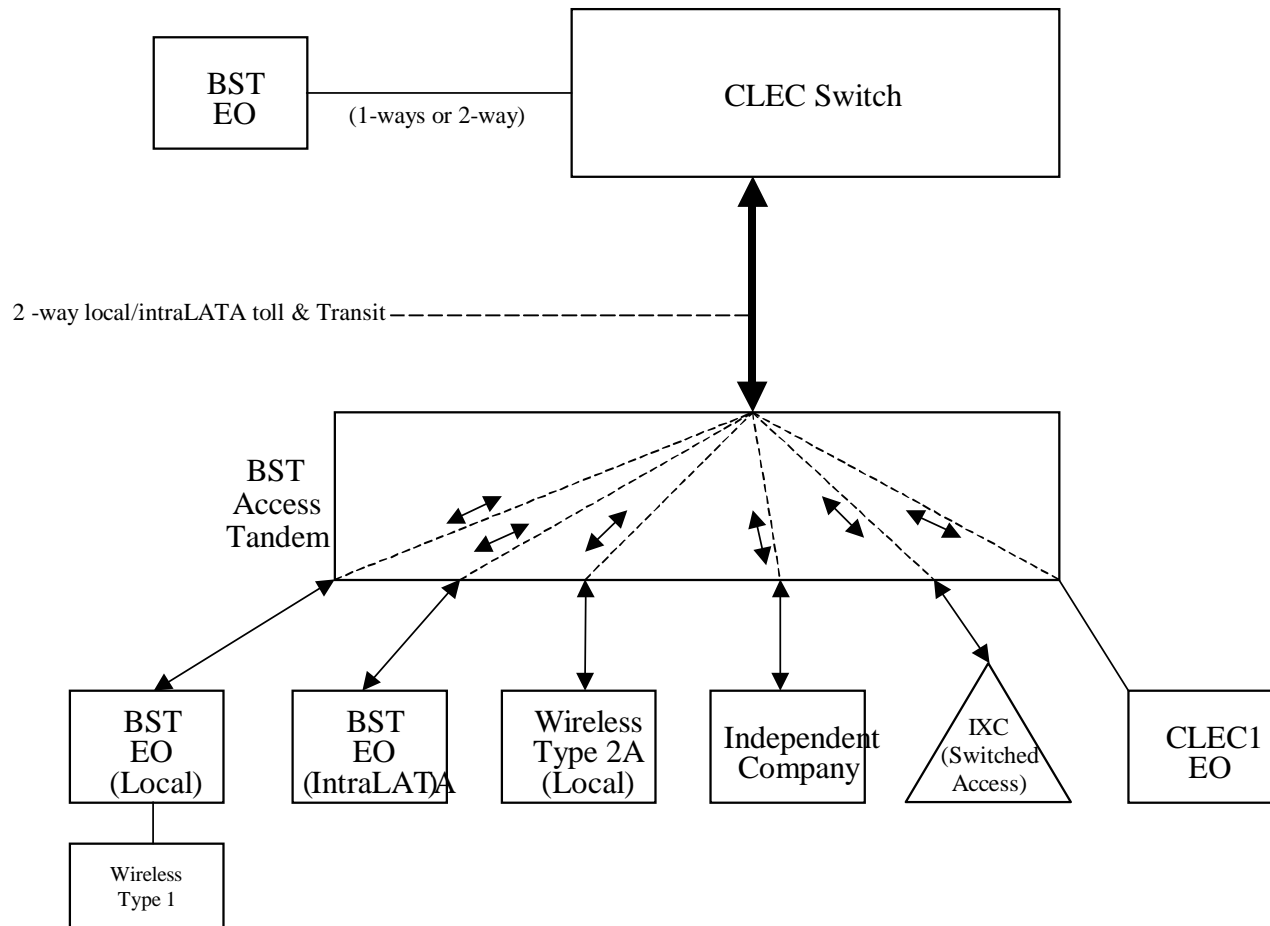 BST
EO
(1-ways or 2-way)
CLEC Switch
2 -way local/intraLATA toll & Transit
BST
Access
Tandem
BST
EO
(Local)
BST
EO
(IntraLAT)A
Wireless
Type 2A
(Local)
Independent
Company
IXC
(Switched
Access)
CLEC1
EO
Wireless
Type 1